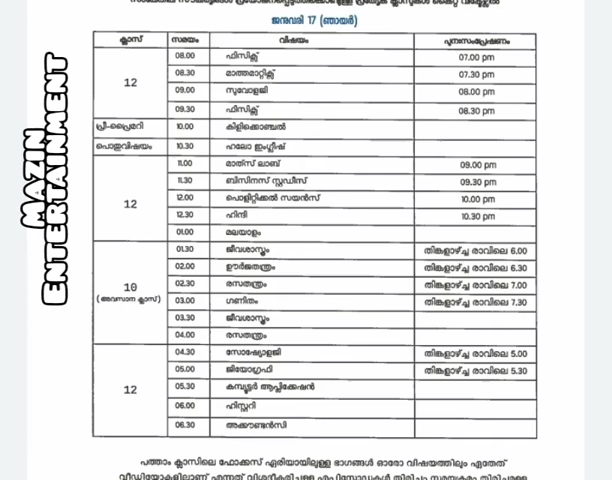 ജനുവരി 17 (ഞായർ)
ക്ലാസ് സമയം വിഷയം പുനഃസംപ്രേഷണം
12
08.00 ഫിസിക്സ് 07.00 pm
08.30 മാത്തമാറ്റിക്സ് 07.30 pm
09.00 സുവോളജി 08.00 pm
09.30 ഫിസിക്സ് 08.30 pm
പ്രീ-പ്രൈമറി 10.00 കിളിക്കൊഞ്ചൽ
പൊതുവിഷയം 10.30 ഹലോ ഇംഗ്ലീഷ്
12
11.00 മാത്‌സ് ലാബ് 09.00 pm
11.30 ബിസിനസ് സ്റ്റഡീസ് 09.30 pm
12.00 പൊളിറ്റിക്കൽ സയൻസ് 10.00 pm
12.30 ഹിന്ദി 10.30 pm
01.00 മലയാളം
10
(അവസാന ക്ലാസ്)
01.30 ജീവശാസ്ത്രം തിങ്കളാഴ്ച രാവിലെ 6.00
02.00 ഊർജതന്ത്രം തിങ്കളാഴ്ച രാവിലെ 6.30
02.30 രസതന്ത്രം തിങ്കളാഴ്ച രാവിലെ 7.00
03.00 ഗണിതം തിങ്കളാഴ്ച രാവിലെ 7.30
03.30 ജീവശാസ്ത്രം
04.00 രസതന്ത്രം
12
04.30 സോഷ്യോളജി തിങ്കളാഴ്ച രാവിലെ 5.00
05.00 ജിയോഗ്രഫി തിങ്കളാഴ്ച രാവിലെ 5.30
05.30 കമ്പ്യൂട്ടർ ആപ്ലിക്കേഷൻ
06.00 ഹിസ്റ്ററി
06.30 അക്കൗണ്ടൻസി
പത്താം ക്ലാസിലെ ഫോക്കസ് ഏരിയായിലുള്ള ഭാഗങ്ങൾ ഓരോ വിഷയത്തിലും ഏതേത്
MAZIN
ENTERTAINMENT